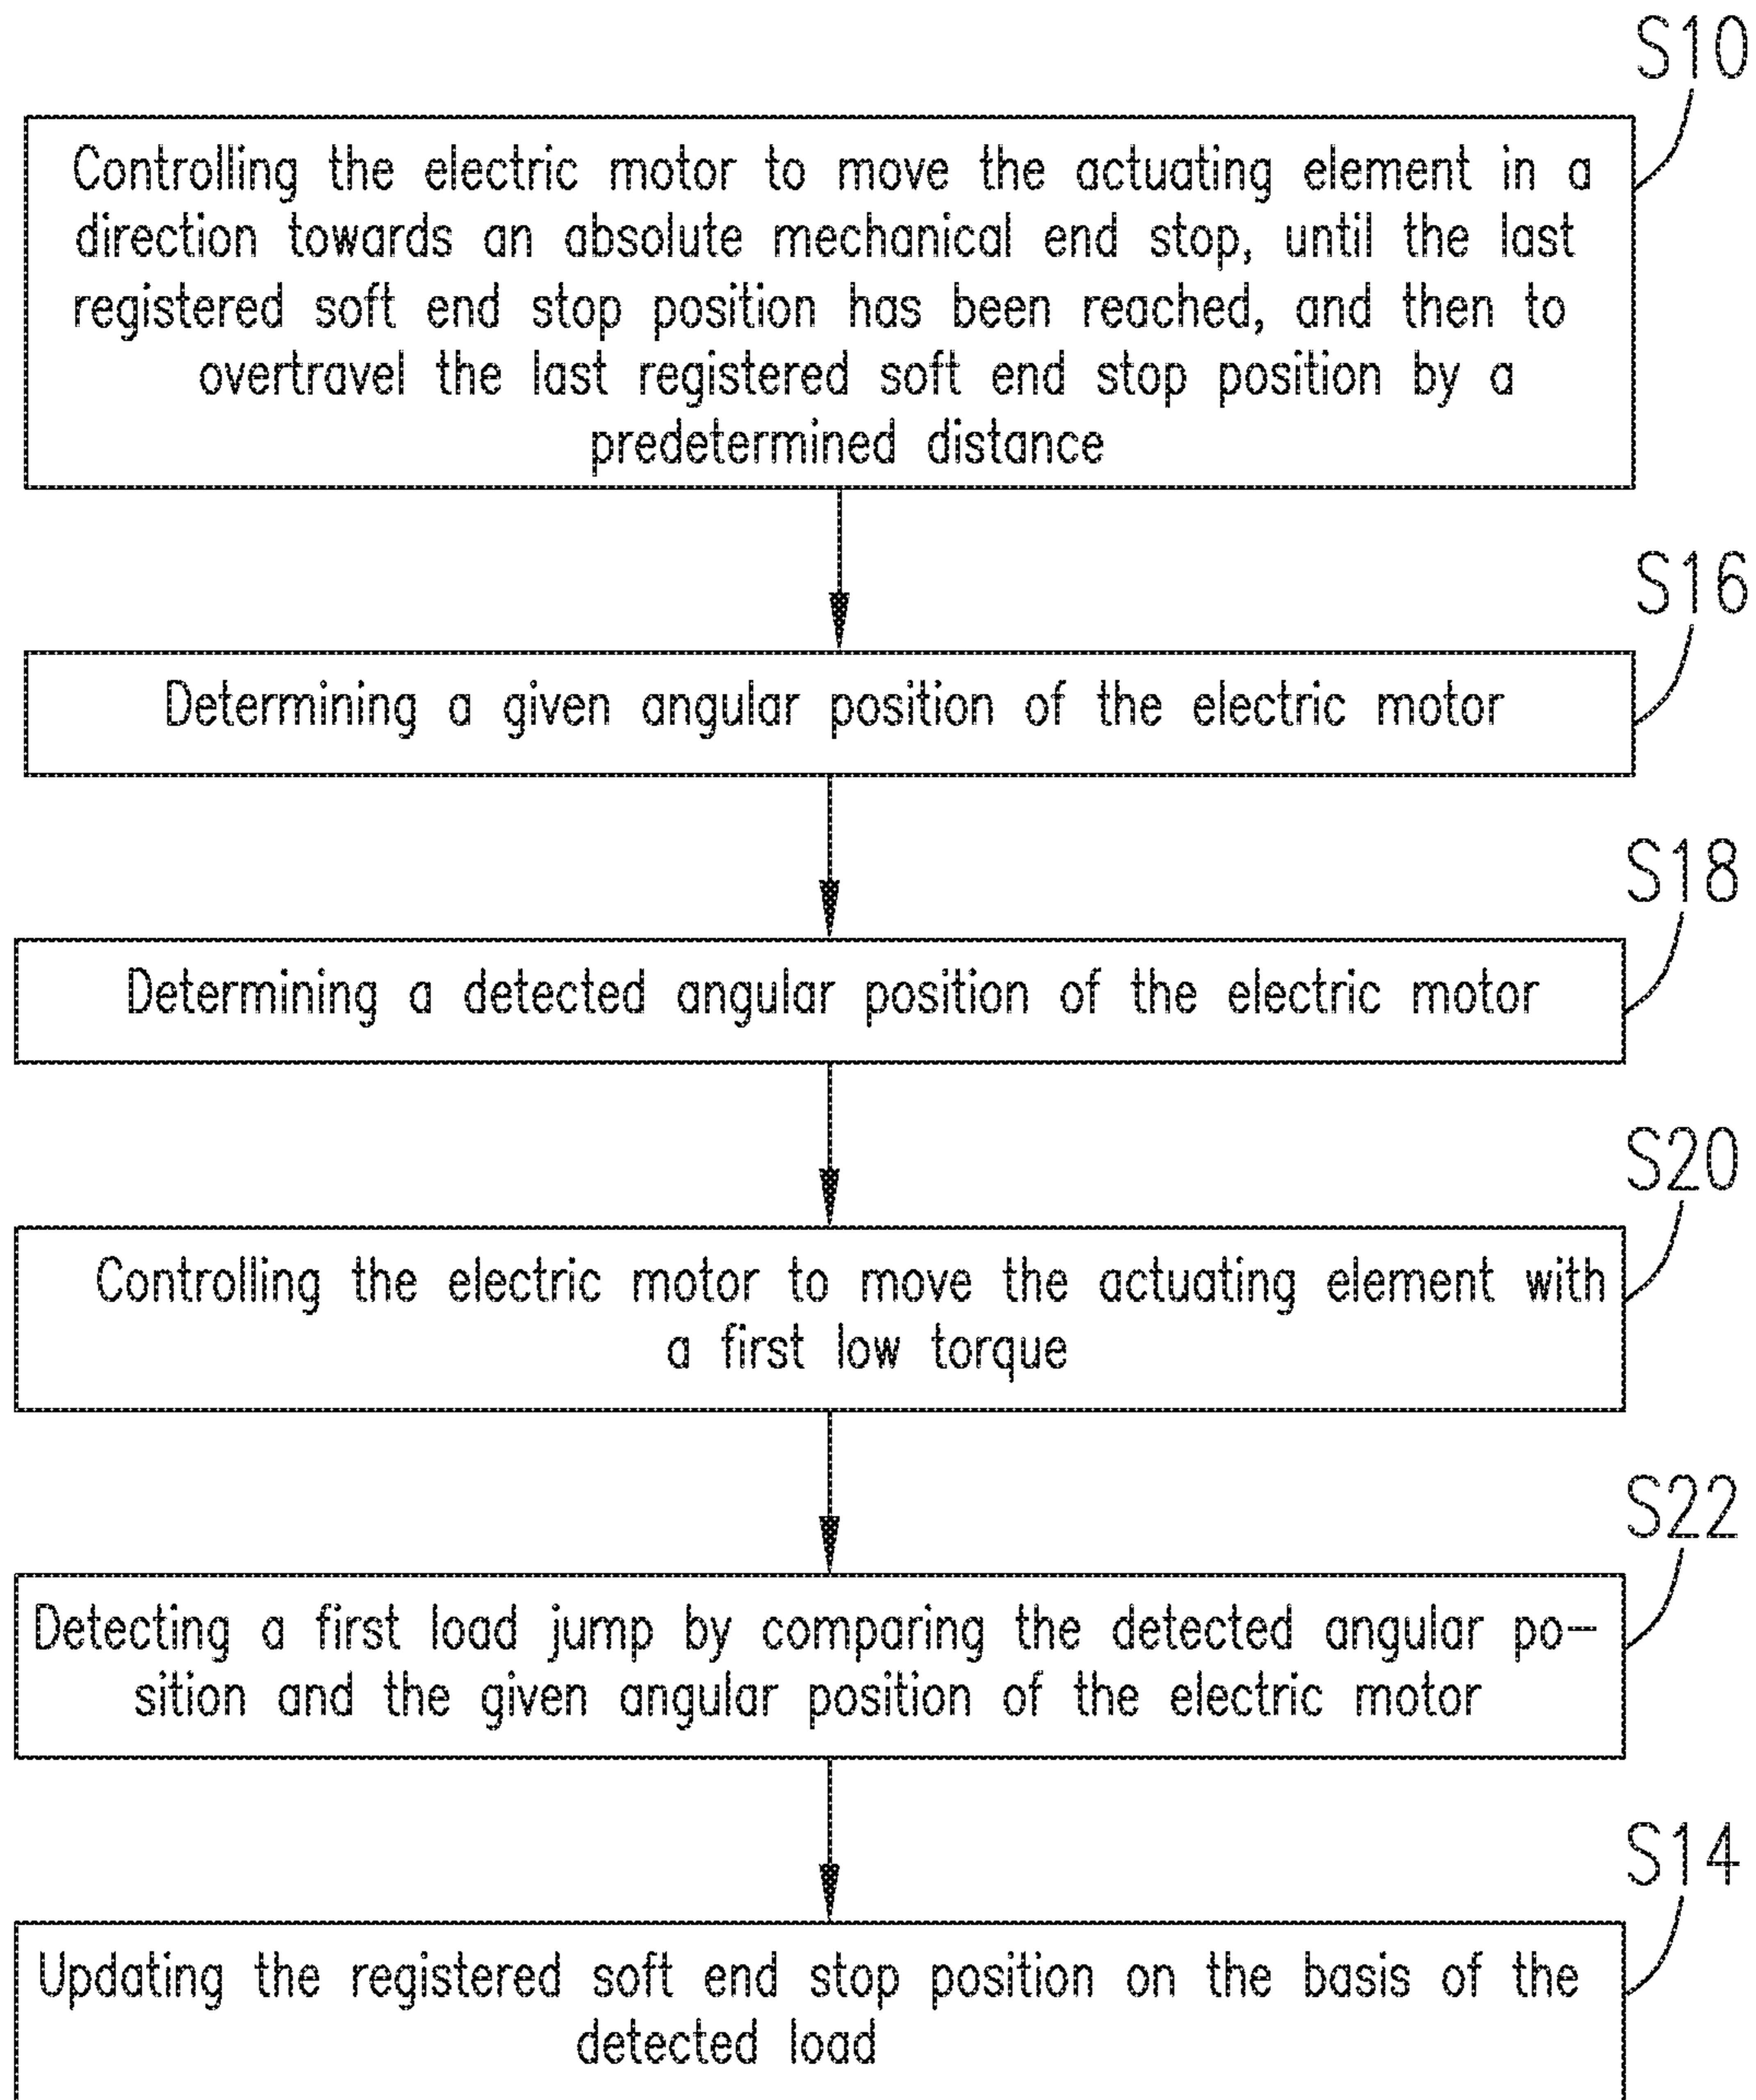 S10
Controlling the electric motor to move the actuating element in a
direction towards an absolute mechanical end stop, until the last
registered soft end stop position has been reached, and then to
overtravel the last registered soft end stop position by a
predetermined distance
S16
Determining a given angular position of the electric motor
S18
Determining a detected angular position of the electric motor
S20
Controlling the electric motor to move the actuating element with
a first low torque
S22
Detecting a first load jump by comparing the detected angular po-
sition and the given angular position of the electric motor
S14
Updating the registered soft end stop position on the basis of the
detected load